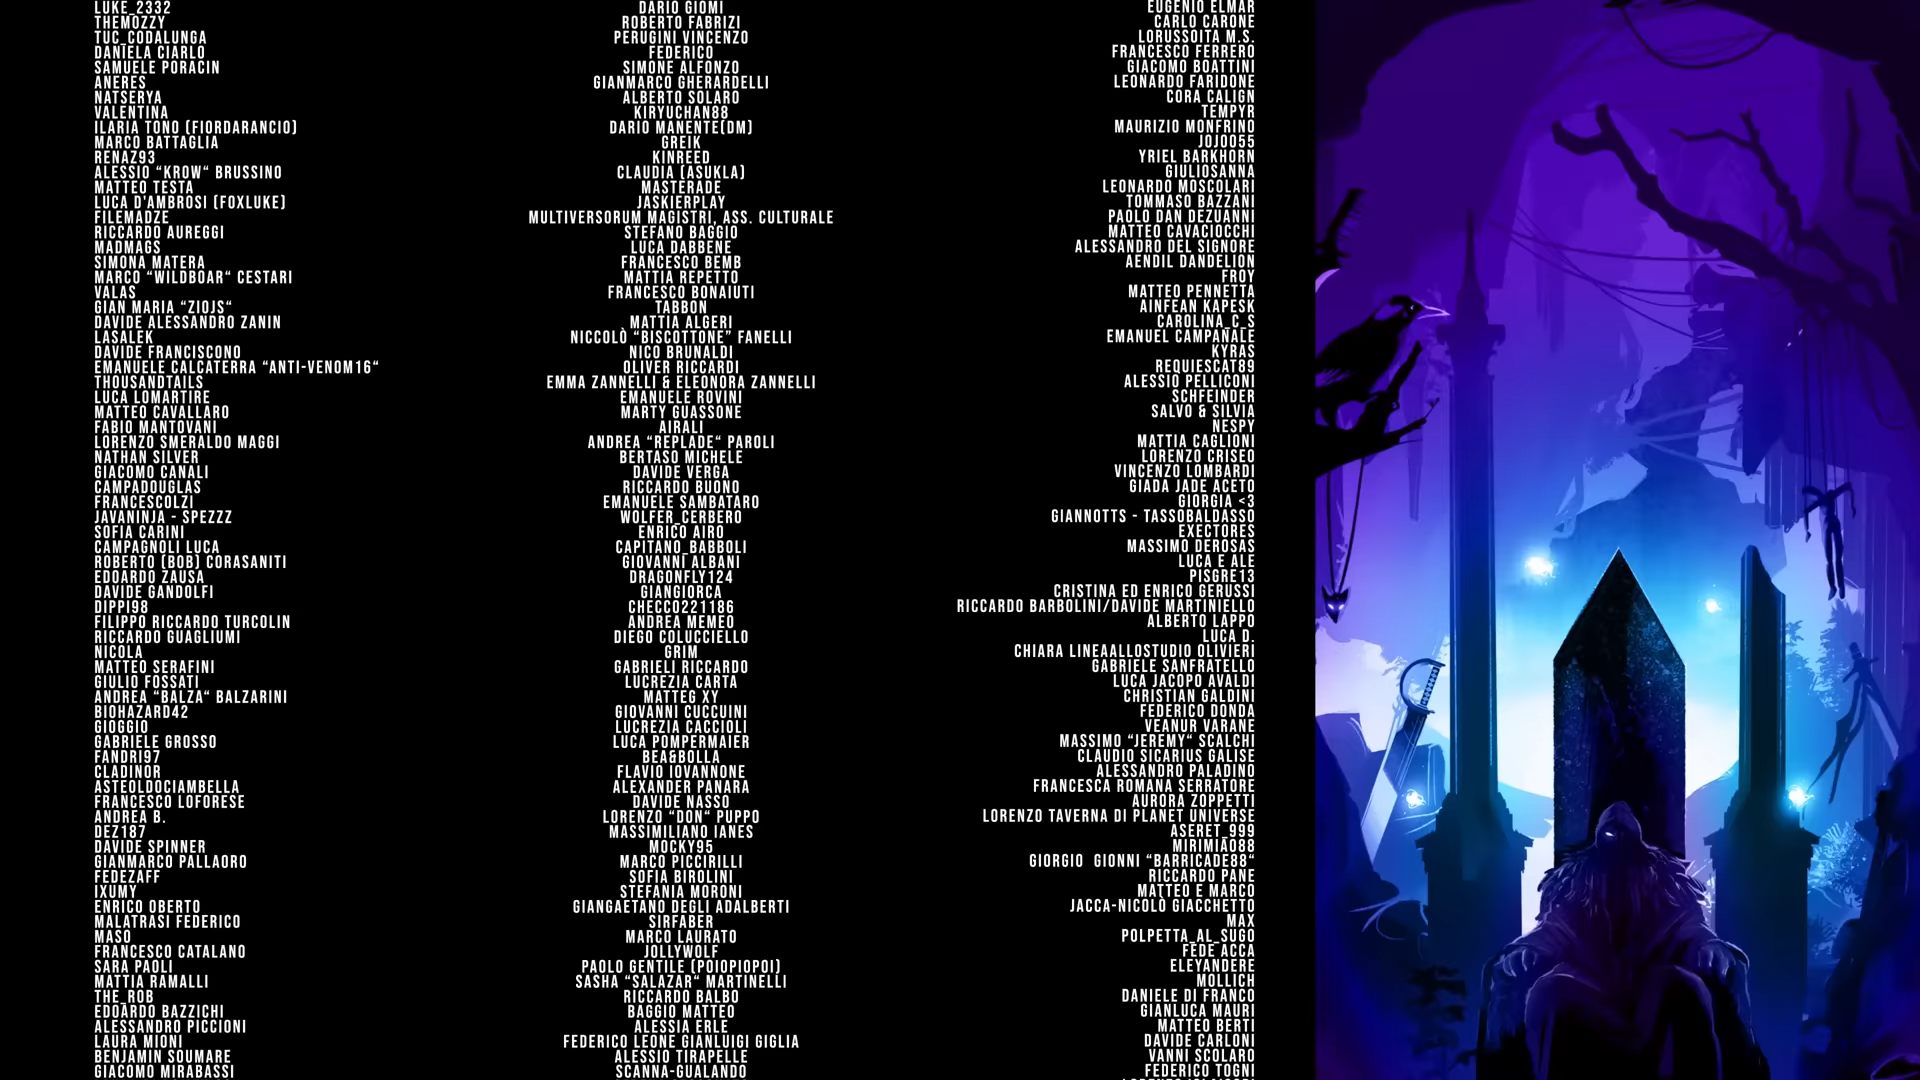 LUKE_2332
THEMOZZY
TUC_CODALUNGA
DANIELA CIARLO
SAMUELE PORACIN
ANERES
NATSERYA
VALENTINA
ILARIA TONO (FIORDARANCIO)
MARCO BATTAGLIA
RENAZ93
ALESSIO “KROW“ BRUSSINO
MATTEO TESTA
LUCA D'AMBROSI (FOXLUKE)
FILEMADZE
RICCARDO AUREGGI
MADMAGS
SIMONA MATERA
MARCO “WILDBOAR“ CESTARI
VALAS
GIAN MARIA “ZIOJS“
DAVIDE ALESSANDRO ZANIN
LASALEK
DAVIDE FRANCISCONO
EMANUELE CALCATERRA “ANTI-VENOM16“
THOUSANDTAILS
LUCA LOMARTIRE
MATTEO CAVALLARO
FABIO MANTOVANI
LORENZO SMERALDO MAGGI
NATHAN SILVER
GIACOMO CANALI
CAMPADOUGLAS
FRANCESCOLZI
JAVANINJA - SPEZZZ
SOFIA CARINI
CAMPAGNOLI LUCA
ROBERTO (BOB) CORASANITI
EDOARDO ZAUSA
DAVIDE GANDOLFI
DIPPI98
FILIPPO RICCARDO TURCOLIN
RICCARDO GUAGLIUMI
NICOLA
MATTEO SERAFINI
GIULIO FOSSATI
ANDREA “BALZA“ BALZARINI
BIOHAZARD42
GIOGGIO
GABRIELE GROSSO
FANDRI97
CLADINOR
ASTEOLDOCIAMBELLA
FRANCESCO LOFORESE
ANDREA B.
DEZ187
DAVIDE SPINNER
GIANMARCO PALLAORO
FEDEZAFF
IXUMY
ENRICO OBERTO
MALATRASI FEDERICO
MASO
FRANCESCO CATALANO
SARA PAOLI
MATTIA RAMALLI
THE_ROB
EDOARDO BAZZICHI
ALESSANDRO PICCIONI
LAURA MIONI
BENJAMIN SOUMARE
GIACOMO MIRABASSI
DARIO GIOMI
ROBERTO FABRIZI
PERUGINI VINCENZO
FEDERICO
SIMONE ALFONZO
GIANMARCO GHERARDELLI
ALBERTO SOLARO
KIRYUCHAN88
DARIO MANENTE(DM)
GREIK
KINREED
CLAUDIA (ASUKLA)
MASTERADE
JASKIERPLAY
MULTIVERSORUM MAGISTRI, ASS. CULTURALE
STEFANO BAGGIO
LUCA DABBENE
FRANCESCO BEMB
MATTIA REPETTO
FRANCESCO BONAIUTI
TABBON
MATTIA ALGERI
NICCOLÒ “BISCOTTONE” FANELLI
NICO BRUNALDI
OLIVER RICCARDI
EMMA ZANNELLI & ELEONORA ZANNELLI
EMANUELE ROVINI
MARTY GUASSONE
AIRALI
ANDREA “REPLADE“ PAROLI
BERTASO MICHELE
DAVIDE VERGA
RICCARDO BUONO
EMANUELE SAMBATARO
WOLFER_CERBERO
ENRICO AIRÒ
CAPITANO_BABBOLI
GIOVANNI ALBANI
DRAGONFLY124
GIANGIORCA
CHECCO221186
ANDREA MEMEO
DIEGO COLUCCIELLO
GRIM
GABRIELI RICCARDO
LUCREZIA CARTA
MATTEG XY
GIOVANNI CUCCUINI
LUCREZIA CACCIOLI
LUCA POMPERMAIER
BEA&BOLLA
FLAVIO IOVANNONE
ALEXANDER PANARA
DAVIDE NASSO
LORENZO “DON“ PUPPO
MASSIMILIANO IANES
MOCKY95
MARCO PICCIRILLI
SOFIA BIROLINI
STEFANIA MORONI
GIANGAETANO DEGLI ADALBERTI
SIRFABER
MARCO LAURATO
JOLLYWOLF
PAOLO GENTILE (POIOPIOPOI)
SASHA “SALAZAR“ MARTINELLI
RICCARDO BALBO
BAGGIO MATTEO
ALESSIA ERLE
FEDERICO LEONE GIANLUIGI GIGLIA
ALESSIO TIRAPELLE
SCANNA-GUALANDO
EUGENIO ELMAR
CARLO CARONE
LORUSSOITA M.S.
FRANCESCO FERRERO
GIACOMO BOATTINI
LEONARDO FARIDONE
CORA CALIGN
TEMPYR
MAURIZIO MONFRINO
JOJO055
YRIEL BARKHORN
GIULIOSANNA
LEONARDO MOSCOLARI
TOMMASO BAZZANI
PAOLO DAN DEZUANNI
MATTEO CAVACIOCCHI
ALESSANDRO DEL SIGNORE
AENDIL DANDELION
FROY
MATTEO PENNETTA
AINFEAN KAPESK
CAROLINA_C_S
EMANUEL CAMPANALE
KYRAS
REQUIESCAT89
ALESSIO PELLICONI
SCHFEINDER
SALVO & SILVIA
NESPY
MATTIA CAGLIONI
LORENZO CRISEO
VINCENZO LOMBARDI
GIADA JADE ACETO
GIORGIA <3
GIANNOTTS - TASSOBALDASSO
EXECTORES
MASSIMO DEROSAS
LUCA E ALE
PISGRE13
CRISTINA ED ENRICO GERUSSI
RICCARDO BARBOLINI/DAVIDE MARTINIELLO
ALBERTO LAPPO
LUCA D.
CHIARA LINEAALLOSTUDIO OLIVIERI
GABRIELE SANFRATELLO
LUCA JACOPO AVALDI
CHRISTIAN GALDINI
FEDERICO DONDA
VEANUR VARANE
MASSIMO “JEREMY“ SCALCHI
CLAUDIO SICARIUS GALISE
ALESSANDRO PALADINO
FRANCESCA ROMANA SERRATORE
AURORA ZOPPETTI
LORENZO TAVERNA DI PLANET UNIVERSE
ASERET_999
MIRIMIAO88
GIORGIO GIONNI “BARRICADE88“
RICCARDO PANE
MATTEO E MARCO
JACCA-NICOLÒ GIACCHETTO
MAX
POLPETTA_AL_SUGO
FEDE ACCA
ELEYANDERE
MOLLICH
DANIELE DI FRANCO
GIANLUCA MAURI
MATTEO BERTI
DAVIDE CARLONI
VANNI SCOLARO
FEDERICO TOGNI